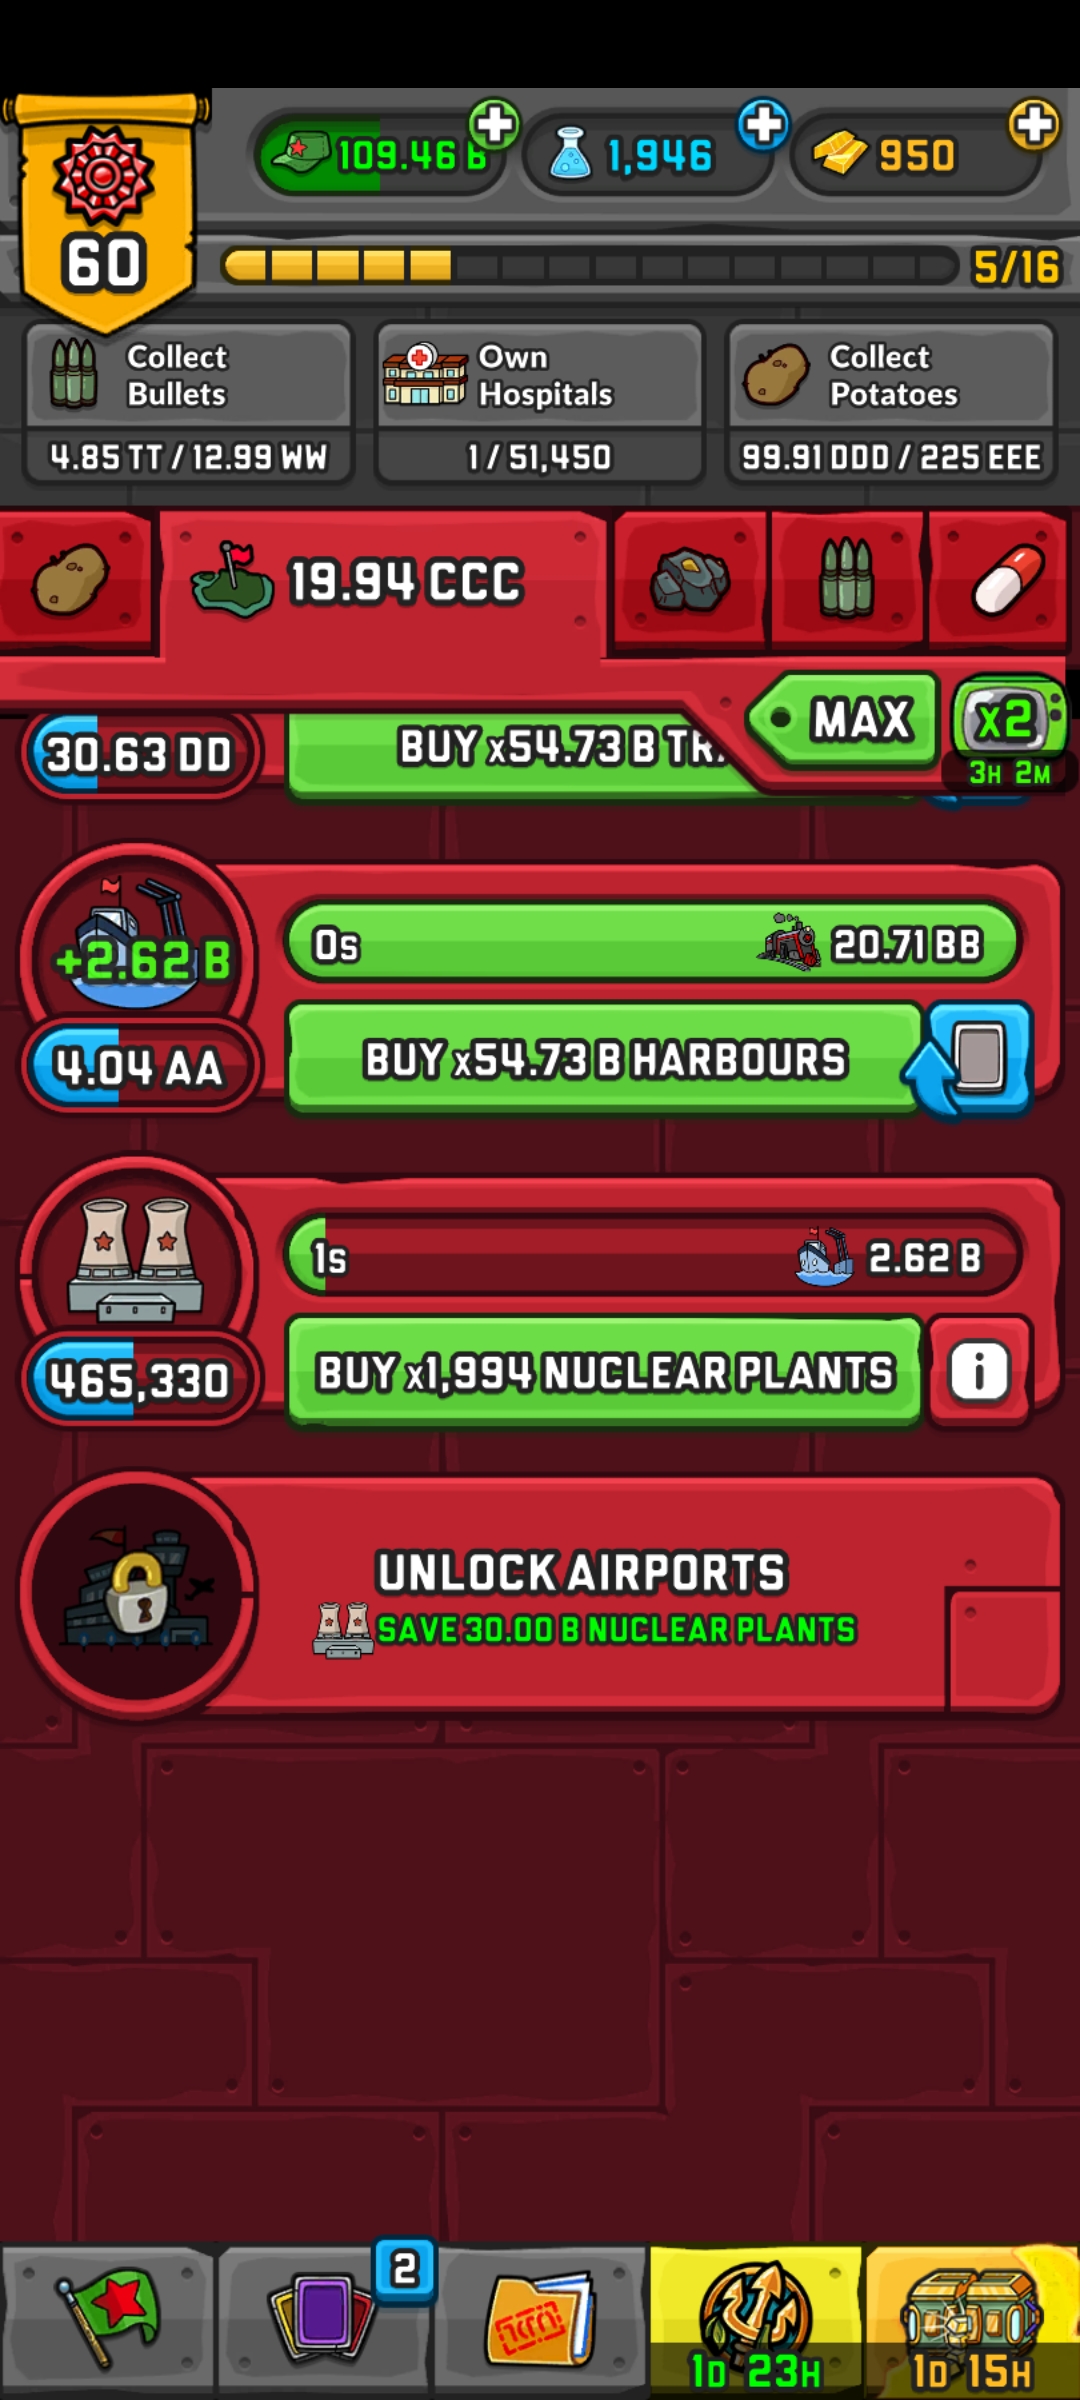 109.46 B
1,946
950
60
5/16
Collect
Bullets
4.85 TT / 12.99 WW
Own
Hospitals
1 / 51,450
Collect
Potatoes
99.91 DDD / 225 EEE
19.94 CCC
MAX
x2
3H 2M
30.63 DD
BUY x54.73 B
0s
20.71 BB
+2.62 B
4.04 AA
BUY x54.73 B HARBOURS
1s
2.62 B
465,330
BUY x1,994 NUCLEAR PLANTS
i
UNLOCK AIRPORTS
SAVE 30.00 B NUCLEAR PLANTS
2
1D 23H
1D 15H